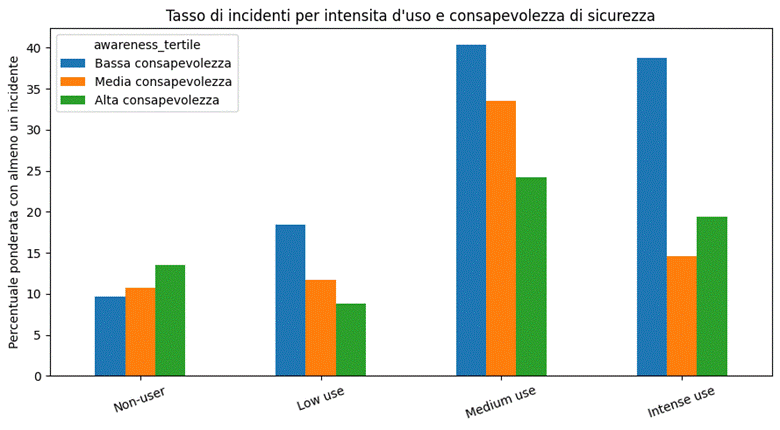 Tasso di incidenti per intensita d'uso e consapevolezza di sicurezza
awareness_tertile
Bassa consapevolezza
Media consapevolezza
Alta consapevolezza
Percentuale ponderata con almeno un incidente
40
35
30
25
20
15
10
5
0
Non-user
Low use
Medium use
Intense use